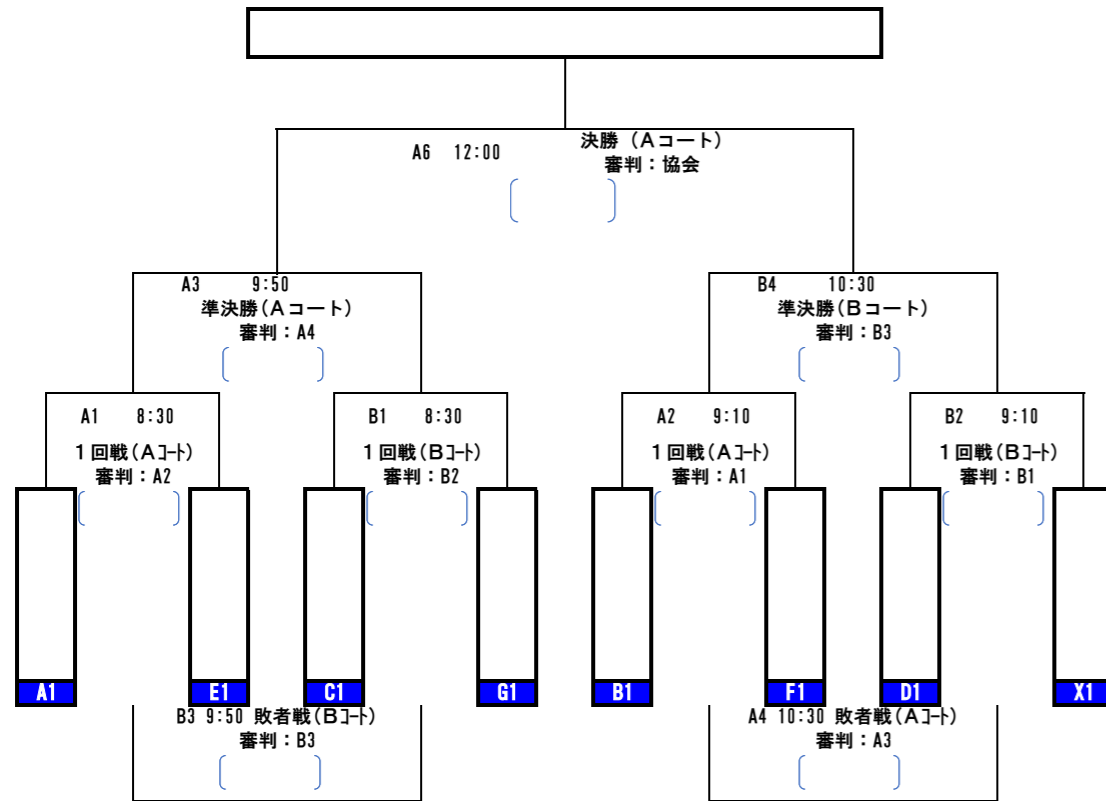 決勝（Aコート）
A6 12:00
審判：協会
A3 9:50
準決勝(Aコート)
審判：A4
B4 10:30
準決勝(Bコート)
審判：B3
A1 8:30
1回戦(Aコート)
審判：A2
B1 8:30
1回戦(Bコート)
審判：B2
A2 9:10
1回戦(Aコート)
審判：A1
B2 9:10
1回戦(Bコート)
審判：B1
A1
E1
C1
G1
B1
F1
D1
X1
B3 9:50 敗者戦(Bコート)
審判：B3
A4 10:30 敗者戦(Aコート)
審判：A3